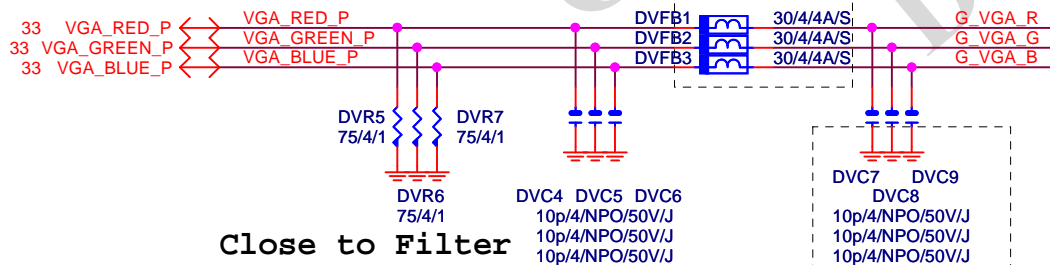 33 VGA_RED_P VGA_RED_P DVFB1 30/4/4A/S G_VGA_R
33 VGA_GREEN_P VGA_GREEN_P DVFB2 30/4/4A/S G_VGA_G
33 VGA_BLUE_P VGA_BLUE_P DVFB3 30/4/4A/S G_VGA_B
DVR5 DVR7
75/4/1 75/4/1
DVR6
75/4/1
DVC4 DVC5 DVC6
10p/4/NPO/50V/J
10p/4/NPO/50V/J
10p/4/NPO/50V/J
DVC7 DVC9
DVC8
10p/4/NPO/50V/J
10p/4/NPO/50V/J
10p/4/NPO/50V/J
Close to Filter